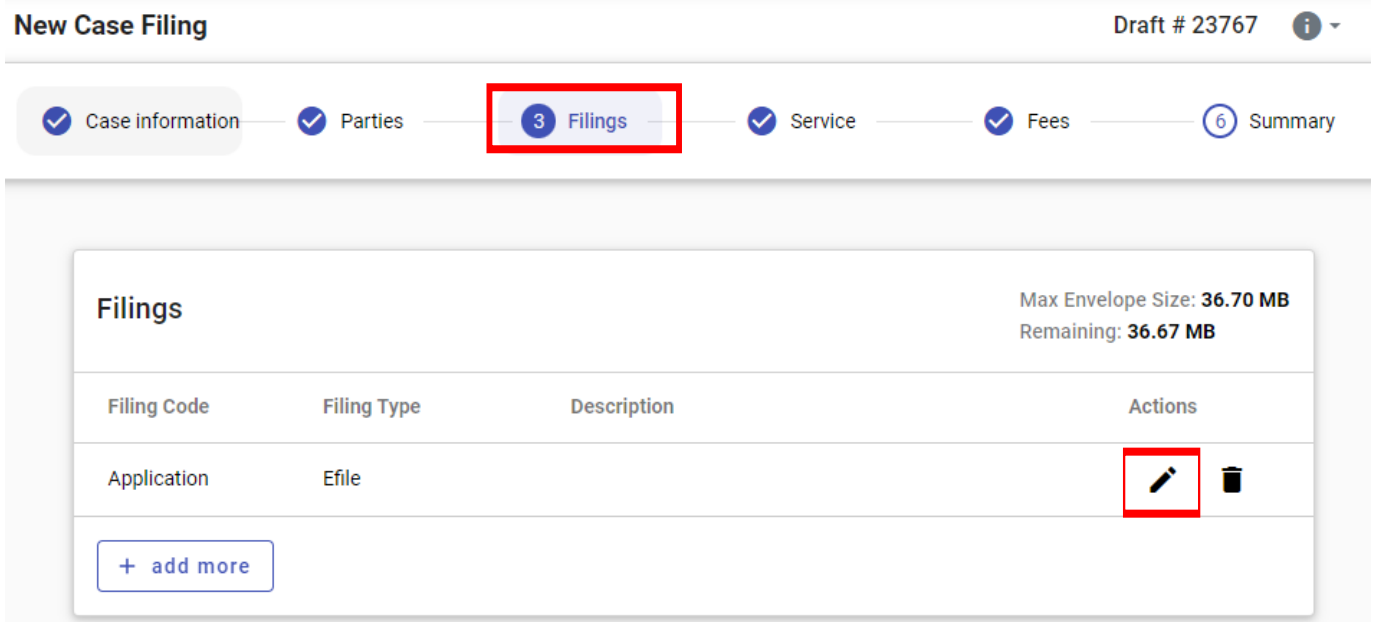 New Case Filing Draft # 23767
Case information Parties 3 Filings Service Fees 6 Summary
Filings
Max Envelope Size: 36.70 MB
Remaining: 36.67 MB
Filing Code Filing Type Description Actions
Application Efile
+ add more